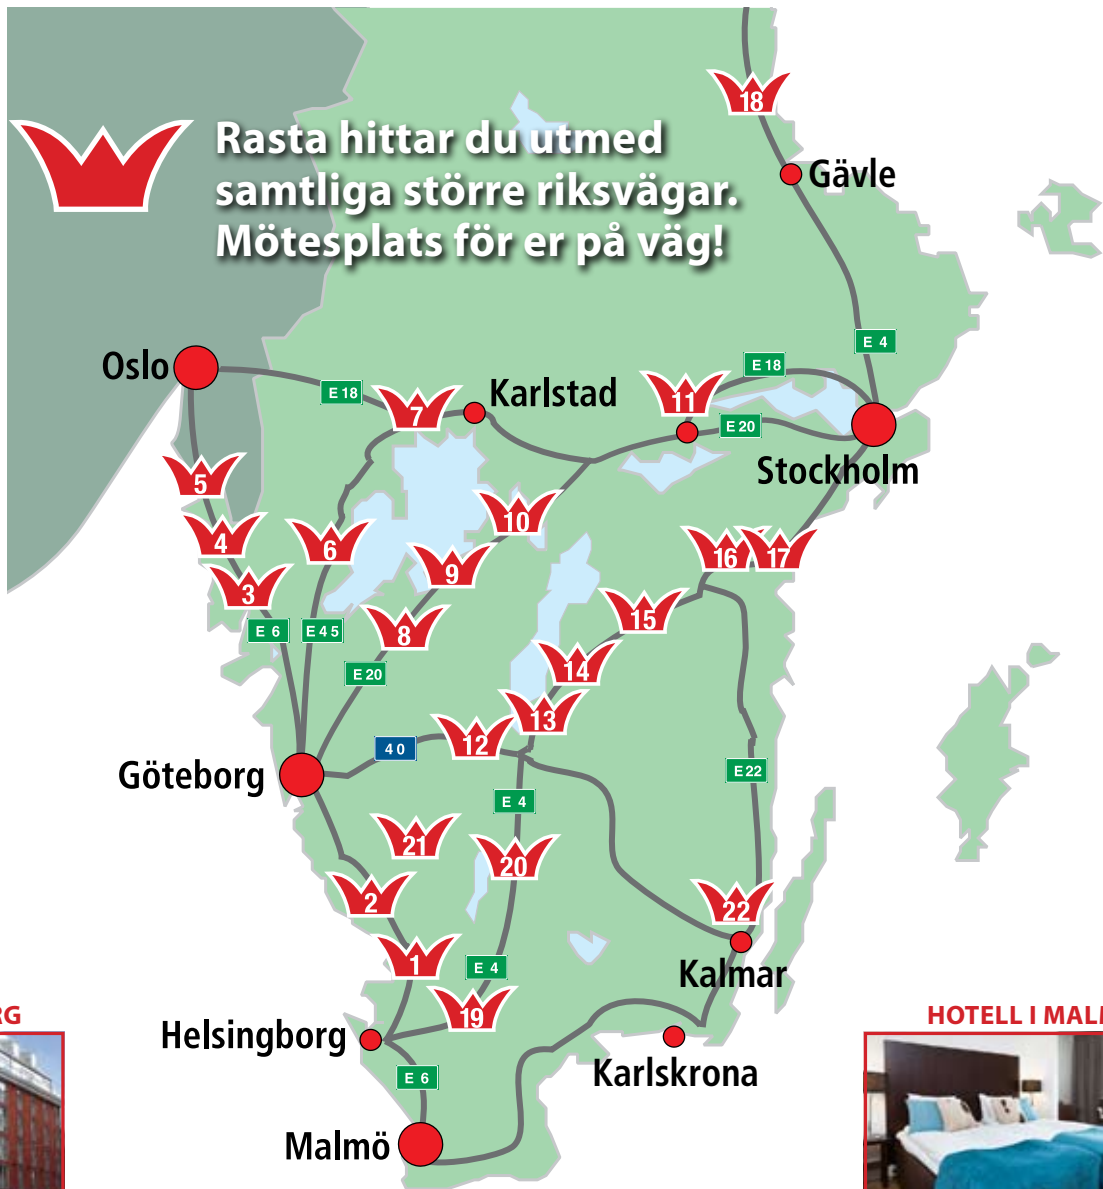 18
Rasta hittar du utmed
samtliga större riksvägar.
Mötesplats för er på väg!
Gävle
E 4
Oslo
E 18
E 18
7
Karlstad
11
E 20
Stockholm
5
4
6
10
16
17
3
9
E 6
E 45
8
15
E 20
14
13
40
12
Göteborg
E 22
E 4
21
20
2
22
1
Kalmar
E 4
19
Helsingborg
Karlskrona
E 6
Malmö
RG
HOTELL I MALM